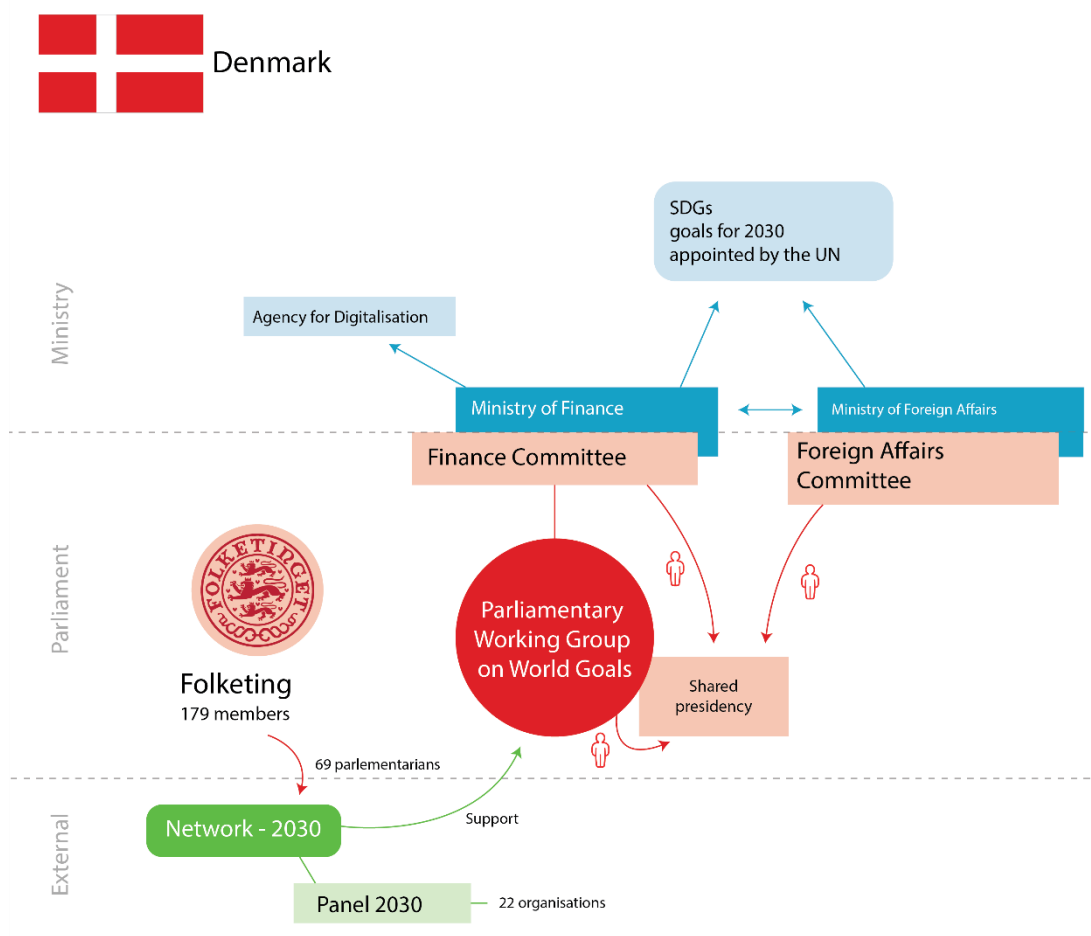 Denmark
SDGs
goals for 2030
appointed by the UN
Ministry
Agency for Digitalisation
Ministry of Finance
Ministry of Foreign Affairs
Finance Committee
Foreign Affairs
Committee
Parliament
FOLKETINGET
Folketing
179 members
Parliamentary
Working Group
on World Goals
Shared
presidency
69 parlementarians
External
Network - 2030
Support
Panel 2030
22 organisations